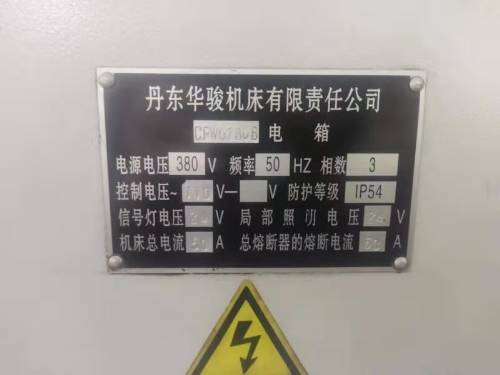 丹东华骏机床有限责任公司
电 箱
电源电压 380 V 频率 50 HZ 相数 3
控制电压~ V— V 防护等级 IP54
信号灯电压 V 局部照明电压 V
机床总电流 A 总熔断器的熔断电流 A